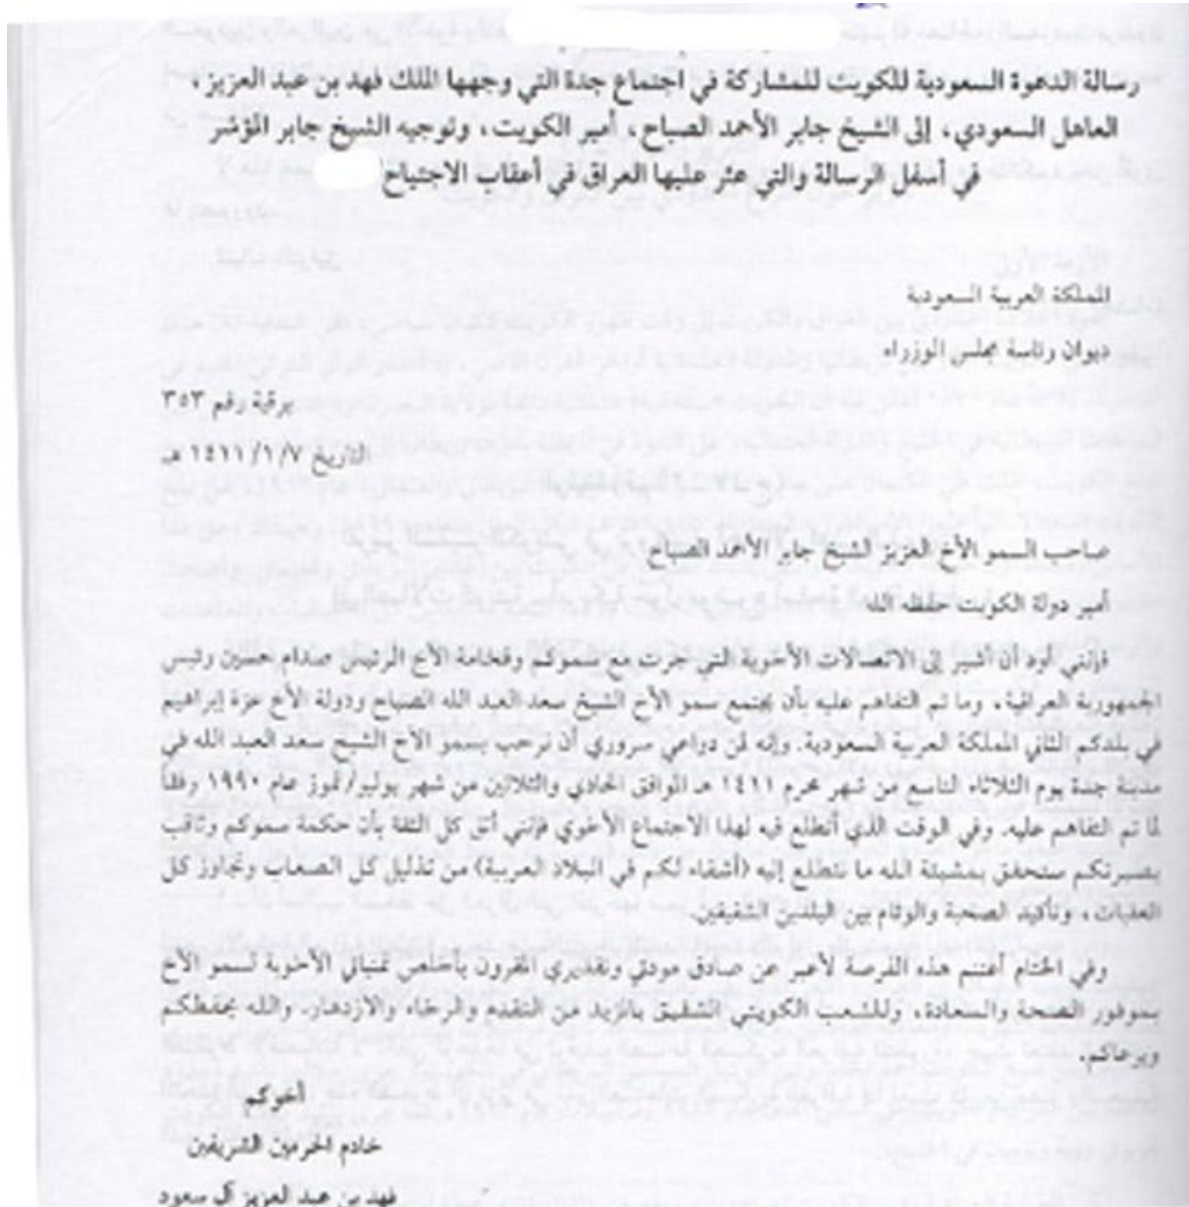 رسالة الدعوة السعودية للكويت للمشاركة في اجتماع جدة التي وجهها الملك فهد بن عبد العزيز،
العاهل السعودي، إلى الشيخ جابر الأحمد الصباح، أمير الكويت، وتوجيه الشيخ جابر المؤشر
في أسفل الرسالة والتي عثر عليها العراق في أعقاب الاجتياح
المملكة العربية السعودية
ديوان رئاسة مجلس الوزراء
برقية رقم ٣٥٣
التاريخ ١٤١١/١/٧ هـ
صاحب السمو الأخ العزيز الشيخ جابر الأحمد الصباح
أمير دولة الكويت حفظه الله
فإنني أود أن أشير إلى الاتصالات الأخوية التي جرت مع سموكم وفخامة الأخ الرئيس صدام حسين رئيس
الجمهورية العراقية، وما تم التفاهم عليه بأن يجتمع سمو الأخ الشيخ سعد العبد الله الصباح ودولة الأخ عزة إبراهيم
في بلدكم الثاني المملكة العربية السعودية. وإنه لمن دواعي سروري أن نرحب بسمو الأخ الشيخ سعد العبد الله في
مدينة جدة يوم الثلاثاء التاسع من شهر محرم ١٤١١ هـ الموافق الحادي والثلاثين من شهر يوليو/تموز عام ١٩٩٠ وفقاً
لما تم التفاهم عليه. وفي الوقت الذي أتطلع فيه لهذا الاجتماع الأخوي فإنني أثق كل الثقة بأن حكمة سموكم وثاقب
بصيرتكم ستحقق بمشيئة الله ما نتطلع إليه (أشقاء لكم في البلاد العربية) من تذليل كل الصعاب وتجاوز كل
العقبات، وتأكيد الصحبة والوئام بين البلدين الشقيقين.
وفي الختام أغتنم هذه الفرصة لأعبر عن صادق مودتي وتقديري المقرون بأخلص تمنياتي الأخوية لسمو الأخ
بموفور الصحة والسعادة، وللشعب الكويتي الشقيق بالمزيد من التقدم والرخاء والازدهار. والله يحفظكم
ويرعاكم.
أخوكم
خادم الحرمين الشريفين
فهد بن عبد العزيز آل سعود